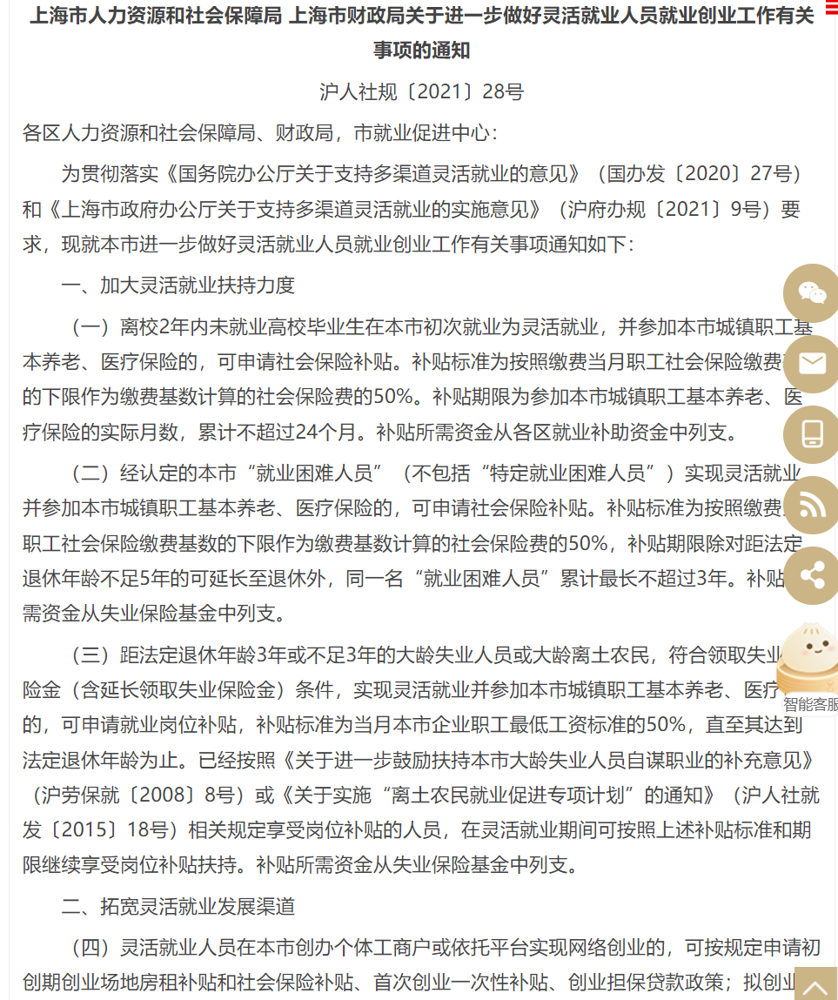 上海市人力资源和社会保障局 上海市财政局关于进一步做好灵活就业人员就业创业工作有关
事项的通知
沪人社规〔2021〕28号
各区人力资源和社会保障局、财政局，市就业促进中心：
为贯彻落实《国务院办公厅关于支持多渠道灵活就业的意见》（国办发〔2020〕27号）
和《上海市政府办公厅关于支持多渠道灵活就业的实施意见》（沪府办规〔2021〕9号）要
求，现就本市进一步做好灵活就业人员就业创业工作有关事项通知如下：
一、加大灵活就业扶持力度
（一）离校2年内未就业高校毕业生在本市初次就业为灵活就业，并参加本市城镇职工基
本养老、医疗保险的，可申请社会保险补贴。补贴标准为按照缴费当月职工社会保险缴费
的下限作为缴费基数计算的社会保险费的50%。补贴期限为参加本市城镇职工基本养老、医
疗保险的实际月数，累计不超过24个月。补贴所需资金从各区就业补助资金中列支。
（二）经认定的本市“就业困难人员”（不包括“特定就业困难人员”）实现灵活就业
并参加本市城镇职工基本养老、医疗保险的，可申请社会保险补贴。补贴标准为按照缴费
职工社会保险缴费基数的下限作为缴费基数计算的社会保险费的50%，补贴期限除对距法定
退休年龄不足5年的可延长至退休外，同一名“就业困难人员”累计最长不超过3年。补贴
需资金从失业保险基金中列支。
（三）距法定退休年龄3年或不足3年的大龄失业人员或大龄离土农民，符合领取失业
险金（含延长领取失业保险金）条件，实现灵活就业并参加本市城镇职工基本养老、医疗
的，可申请就业岗位补贴，补贴标准为当月本市企业职工最低工资标准的50%，直至其达到
法定退休年龄为止。已经按照《关于进一步鼓励扶持本市大龄失业人员自谋职业的补充意见》
（沪劳保就〔2008〕8号）或《关于实施“离土农民就业促进专项计划”的通知》（沪人社就
发〔2015〕18号）相关规定享受岗位补贴的人员，在灵活就业期间可按照上述补贴标准和期
限继续享受岗位补贴扶持。补贴所需资金从失业保险基金中列支。
二、拓宽灵活就业发展渠道
（四）灵活就业人员在本市创办个体工商户或依托平台实现网络创业的，可按规定申请初
创期创业场地房租补贴和社会保险补贴、首次创业一次性补贴、创业担保贷款政策；拟创业
智能客服